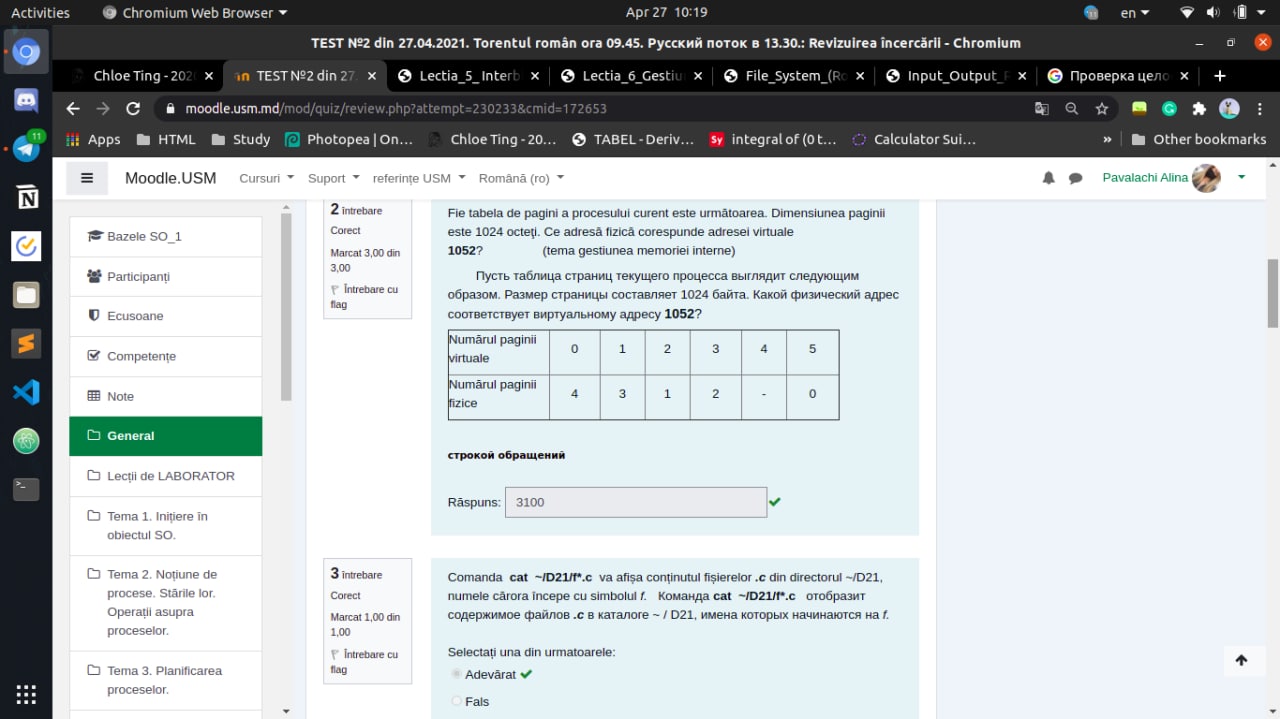 Activities
Chromium Web Browser
Apr 27 10:19
11
en
TEST №2 din 27.04.2021. Torentul român ora 09.45. Русский поток в 13.30.: Revizuirea încercării - Chromium
Chloe Ting - 202
TEST №2 din 27.
Lectia_5_Interb
Lectia_6_Gestiu
File_System_(Ro
Input_Output_R
Проверка цело
moodle.usm.md/mod/quiz/review.php?attempt=230233&cmid=172653
Apps
HTML
Study
Photopea | On...
Chloe Ting - 20...
TABEL - Deriv...
Sy
integral of (0 t...
Calculator Sui...
»
Other bookmarks
11
Moodle.USM
Cursuri
Suport
referințe USM
Română (ro)
Pavalachi Alina
Bazele SO_1
Participanți
Ecusoane
Competențe
Note
General
Lecții de LABORATOR
Tema 1. Inițiere în
obiectul SO.
Tema 2. Noțiune de
procese. Stările lor.
Operații asupra
proceselor.
Tema 3. Planificarea
proceselor.
2 Întrebare
Corect
Marcat 3,00 din
3,00
Întrebare cu
flag
Fie tabela de pagini a procesului curent este următoarea. Dimensiunea paginii
este 1024 octeţi. Ce adresă fizică corespunde adresei virtuale
1052? (tema gestiunea memoriei interne)
Пусть таблица страниц текущего процесса выглядит следующим
образом. Размер страницы составляет 1024 байта. Какой физический адрес
соответствует виртуальному адресу 1052?
Numărul paginii
virtuale
0 1 2 3 4 5
Numărul paginii
fizice
4 3 1 2 - 0
строкой обращений
Răspuns: 3100
3 Întrebare
Corect
Marcat 1,00 din
1,00
Întrebare cu
flag
Comanda cat ~/D21/f*.c va afișa conținutul fișierelor .c din directorul ~/D21,
numele cărora începe cu simbolul f. Команда cat ~/D21/f*.c отобразит
содержимое файлов .c в каталоге ~ / D21, имена которых начинаются на f.
Selectați una din urmatoarele:
Adevărat
Fals